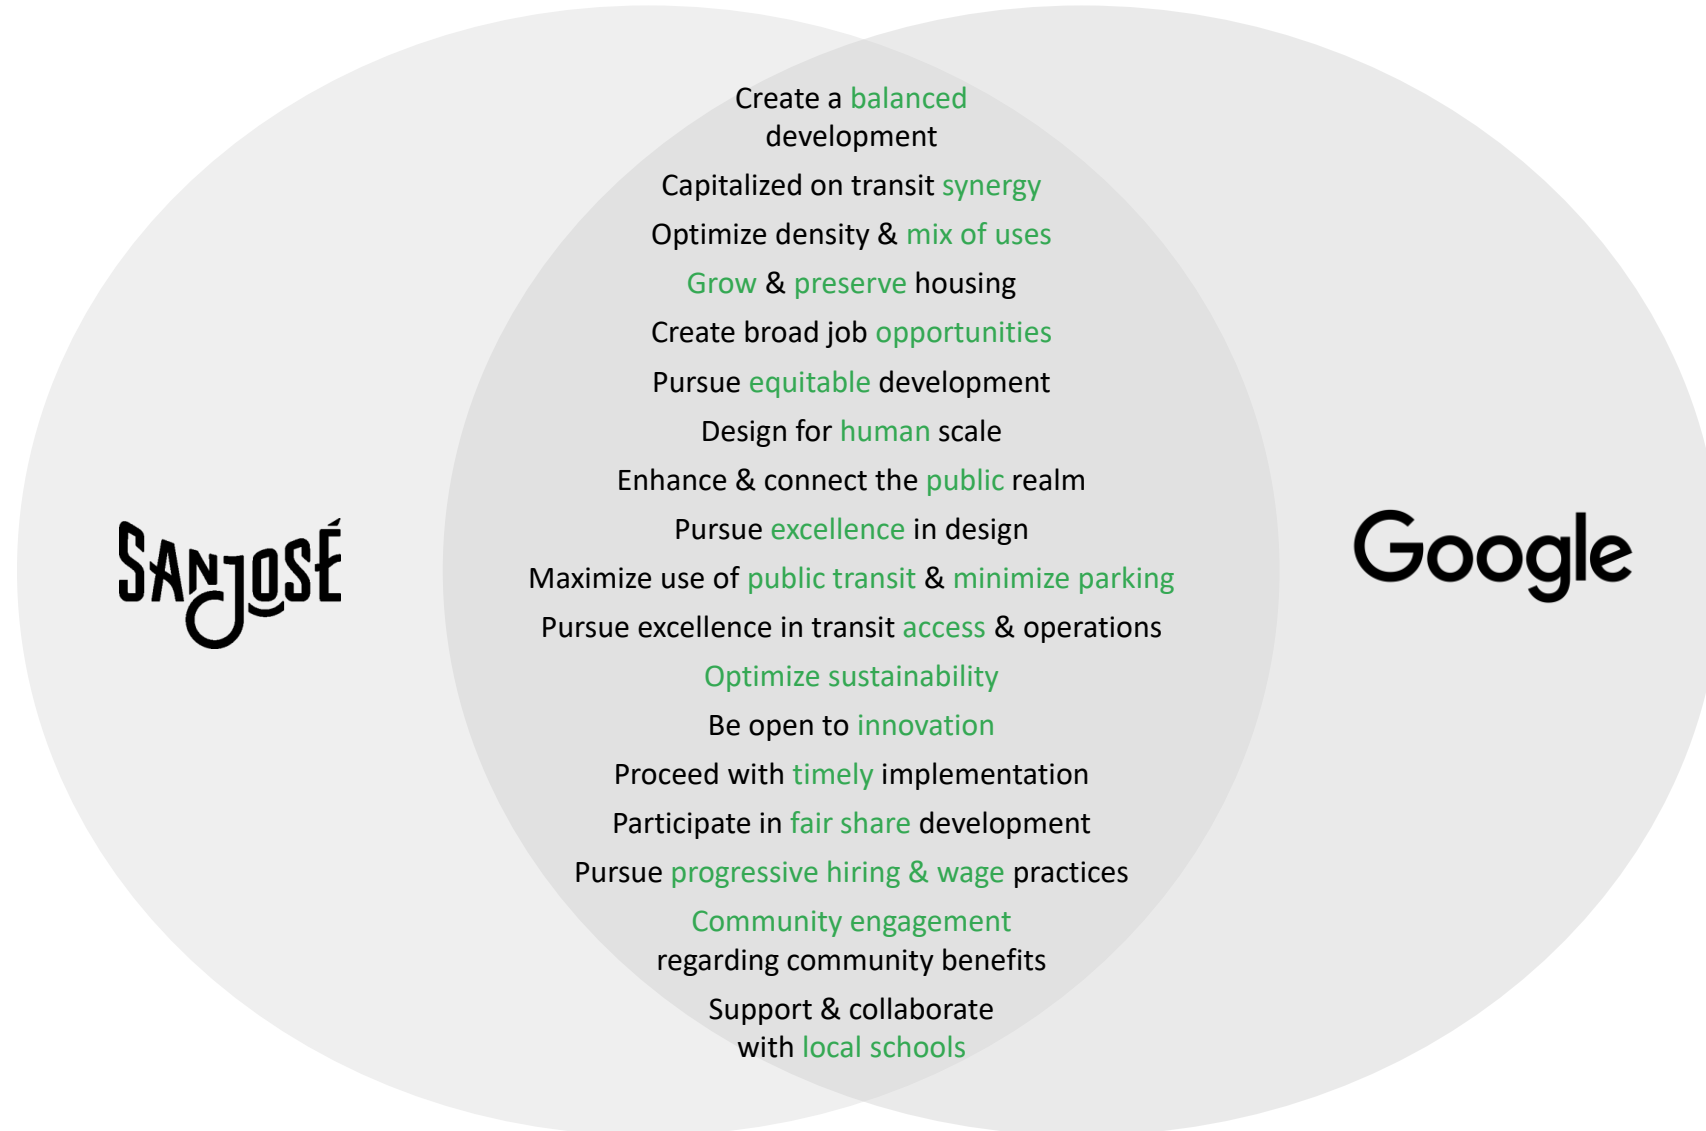 Create a balanced
development
Capitalized on transit synergy
Optimize density & mix of uses
Grow & preserve housing
Create broad job opportunities
Pursue equitable development
Design for human scale
Enhance & connect the public realm
Pursue excellence in design
Maximize use of public transit & minimize parking
Pursue excellence in transit access & operations
Optimize sustainability
Be open to innovation
Proceed with timely implementation
Participate in fair share development
Pursue progressive hiring & wage practices
Community engagement
regarding community benefits
Support & collaborate
with local schools
SAN JOSÉ
Google